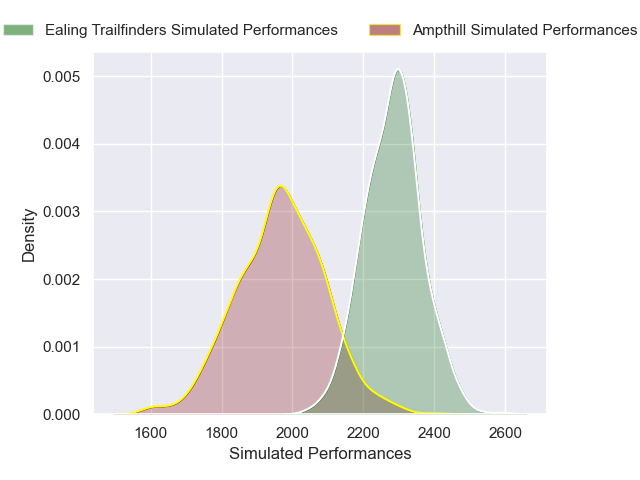 Ealing Trailfinders Simulated Performances
Ampthill Simulated Performances
0.005
0.004
0.003
0.002
0.001
0.000
Density
1600 1800 2000 2200 2400 2600
Simulated Performances